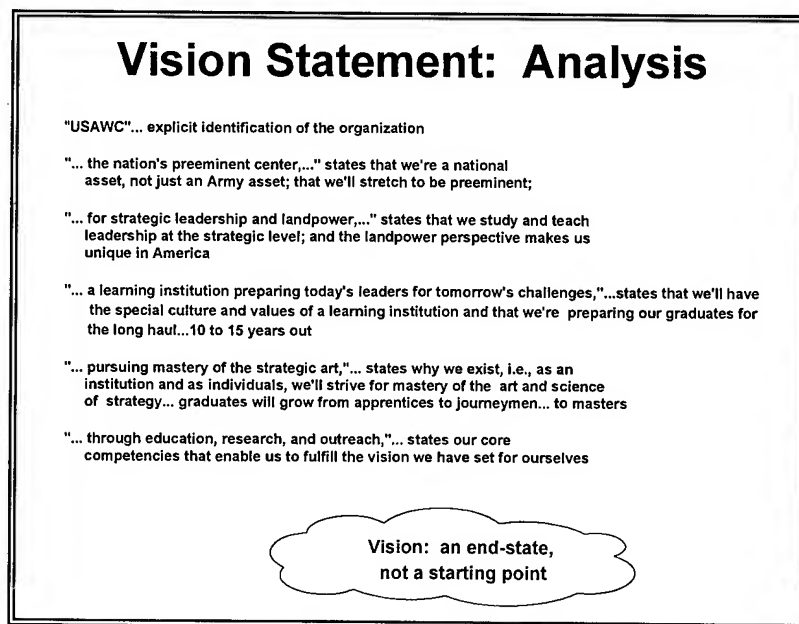 Vision Statement: Analysis
"USAWC"... explicit identification of the organization
"... the nation's preeminent center,..." states that we're a national
asset, not just an Army asset; that we'll stretch to be preeminent;
"... for strategic leadership and landpower,..." states that we study and teach
leadership at the strategic level; and the landpower perspective makes us
unique in America
"... a learning institution preparing today's leaders for tomorrow's challenges,"...states that we'll have
the special culture and values of a learning institution and that we're preparing our graduates for
the long haul...10 to 15 years out
"... pursuing mastery of the strategic art,"... states why we exist, i.e., as an
institution and as individuals, we'll strive for mastery of the art and science
of strategy... graduates will grow from apprentices to journeymen... to masters
"... through education, research, and outreach,"... states our core
competencies that enable us to fulfill the vision we have set for ourselves
Vision: an end-state,
not a starting point